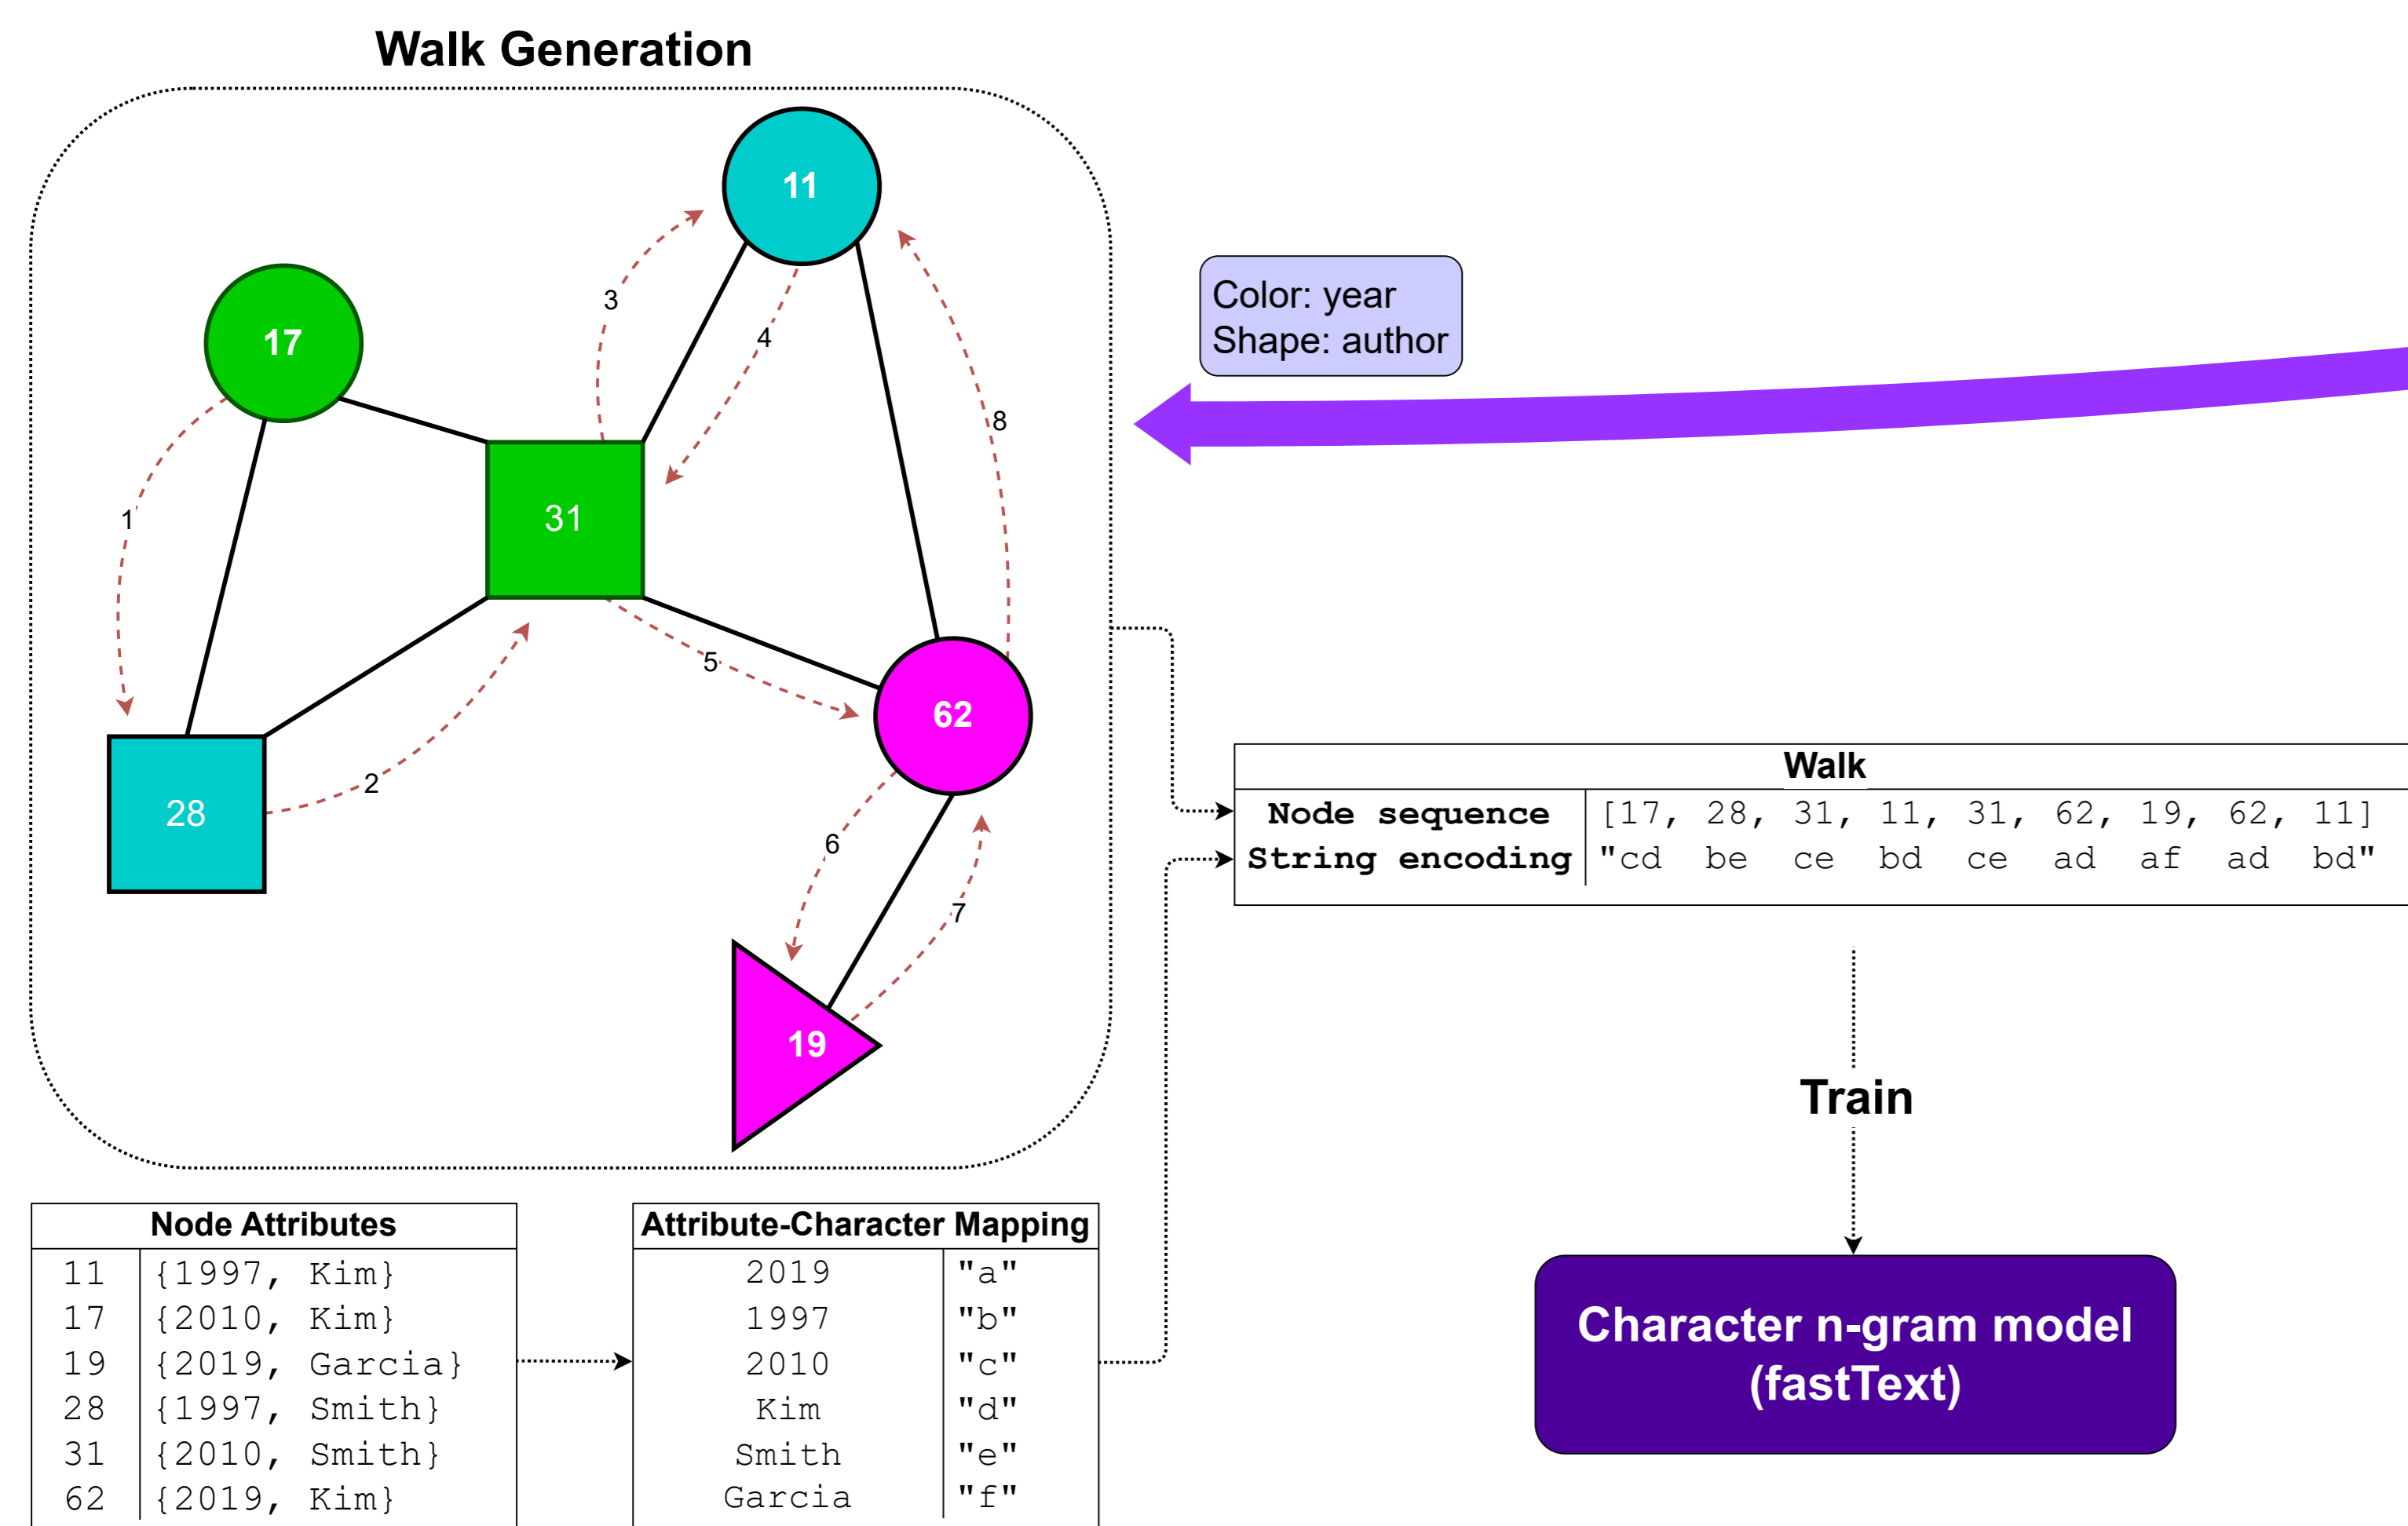 Walk Generation
11
17
3
4
8
31
1
5
62
28
2
6
7
19
Color: year
Shape: author
Walk
Node sequence [17, 28, 31, 11, 31, 62, 19, 62, 11]
String encoding "cd be ce bd ce ad af ad bd"
Train
Character n-gram model
(fastText)
Node Attributes
11 {1997, Kim}
17 {2010, Kim}
19 {2019, Garcia}
28 {1997, Smith}
31 {2010, Smith}
62 {2019, Kim}
Attribute-Character Mapping
2019 "a"
1997 "b"
2010 "c"
Kim "d"
Smith "e"
Garcia "f"